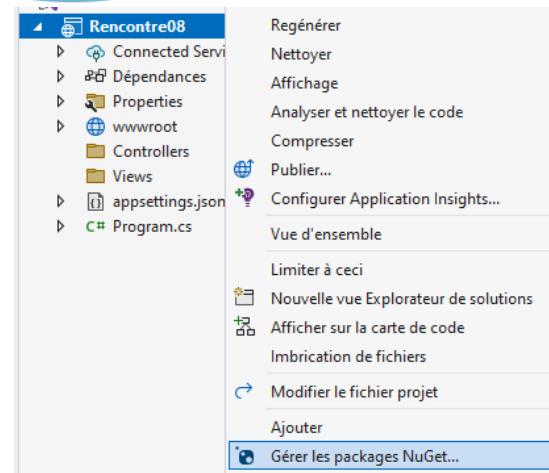 Rencontre08
Connected Servi
Dépendances
Properties
wwwroot
Controllers
Views
appsettings.json
C# Program.cs
Regénérer
Nettoyer
Affichage
Analyser et nettoyer le code
Compresser
Publier...
Configurer Application Insights...
Vue d'ensemble
Limiter à ceci
Nouvelle vue Explorateur de solutions
Afficher sur la carte de code
Imbrication de fichiers
Modifier le fichier projet
Ajouter
Gérer les packages NuGet...